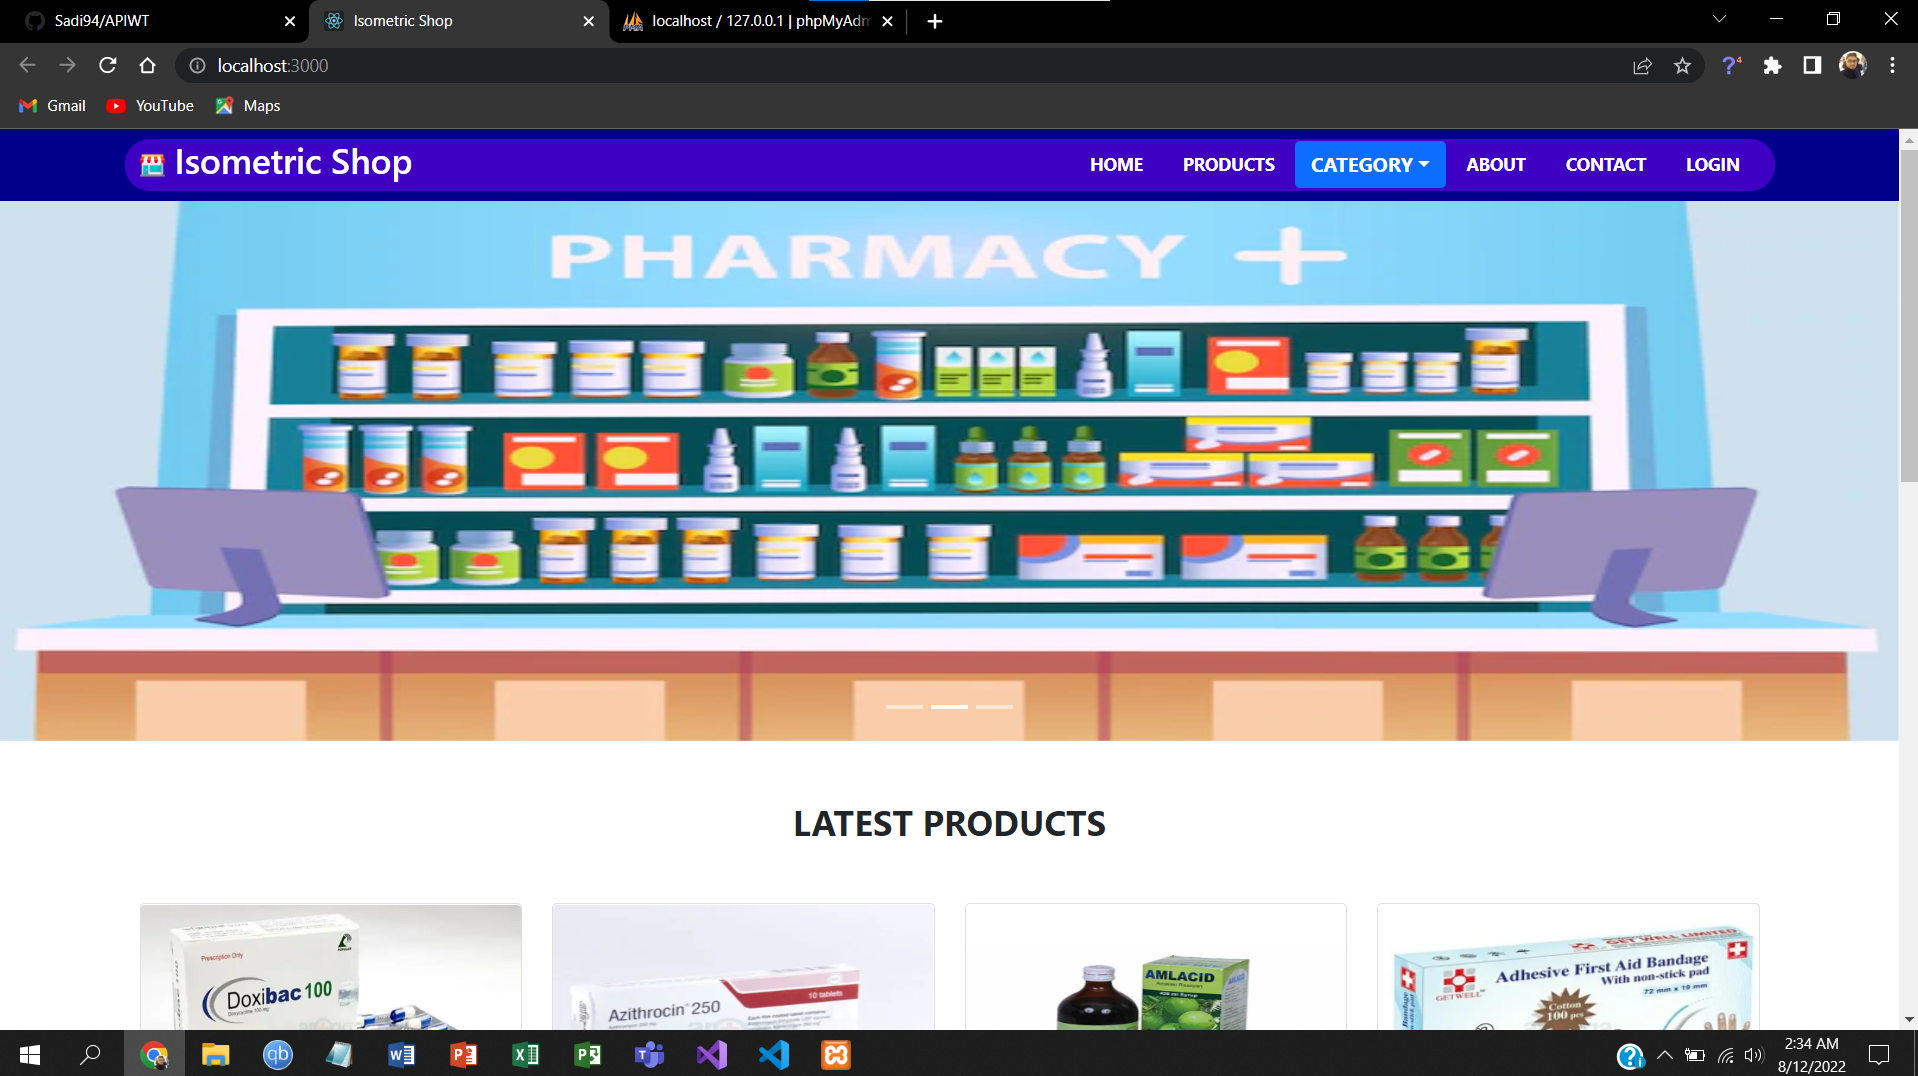 Sadi94/APIWT
Isometric Shop
localhost / 127.0.0.1 | phpMyAdm
localhost:3000
Gmail
YouTube
Maps
Isometric Shop
HOME
PRODUCTS
CATEGORY
ABOUT
CONTACT
LOGIN
PHARMACY
LATEST PRODUCTS
Prescription Only
Doxibac 100
Azithrocin 250
10 tablets
AMLACID
GET WELL LIMITED
GETWELL
Adhesive First Aid Bandage
With non-stick pad
72 mm x 19 mm
Cotton
100 pcs
2:34 AM
8/12/2022